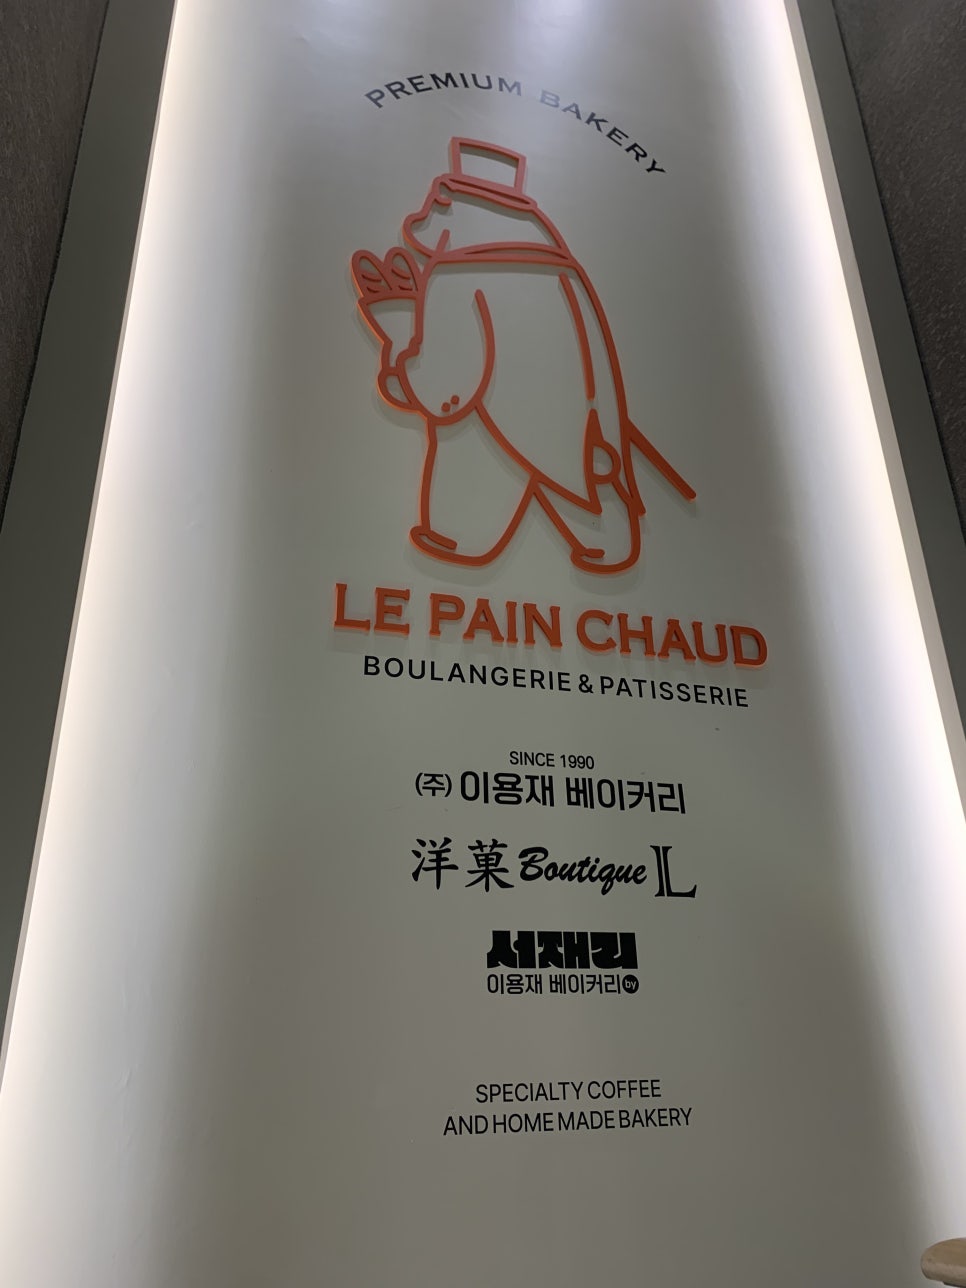 PREMIUM BAKERY
LE PAIN CHAUD
BOULANGERIE & PATISSERIE
SINCE 1990
(주) 이용재 베이커리
洋菓 Boutique L
서재리
이용재 베이커리 by
SPECIALTY COFFEE
AND HOME MADE BAKERY